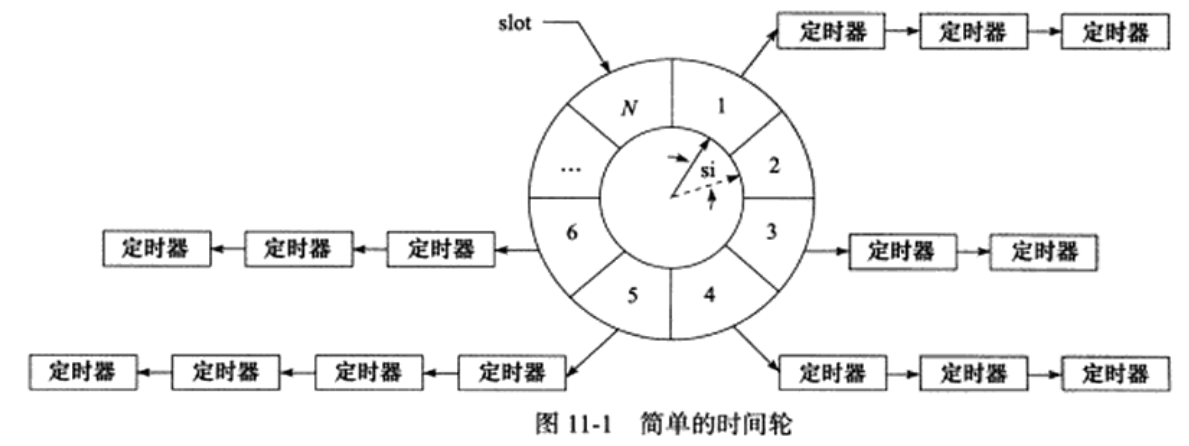 slot
定时器 定时器 定时器
N 1
... si 2
定时器 定时器 定时器 6 3 定时器 定时器
5 4
定时器 定时器 定时器 定时器 定时器 定时器 定时器
图 11-1 简单的时间轮